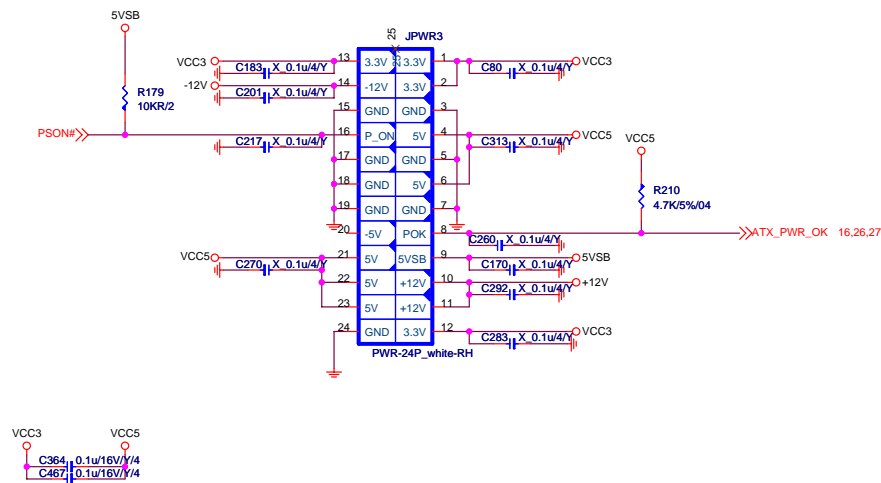 5VSB
25
JPWR3
VCC3
13
3.3V
3.3V
1
VCC3
C183
X_0.1u/4/Y
C80
X_0.1u/4/Y
-12V
14
-12V
3.3V
2
R179
10KR/2
C201
X_0.1u/4/Y
15
GND
GND
3
PSON#
16
P_ON
5V
4
VCC5
C217
X_0.1u/4/Y
C313
X_0.1u/4/Y
VCC5
17
GND
GND
5
18
GND
5V
6
R210
4.7K/5%/04
19
GND
GND
7
20
-5V
POK
8
ATX_PWR_OK 16,26,27
C260
X_0.1u/4/Y
VCC5
21
5V
5VSB
9
5VSB
C270
X_0.1u/4/Y
C170
X_0.1u/4/Y
22
5V
+12V
10
+12V
C292
X_0.1u/4/Y
23
5V
+12V
11
24
GND
3.3V
12
VCC3
C283
X_0.1u/4/Y
PWR-24P_white-RH
VCC3
VCC5
C364
0.1u/16V/Y/4
C467
0.1u/16V/Y/4